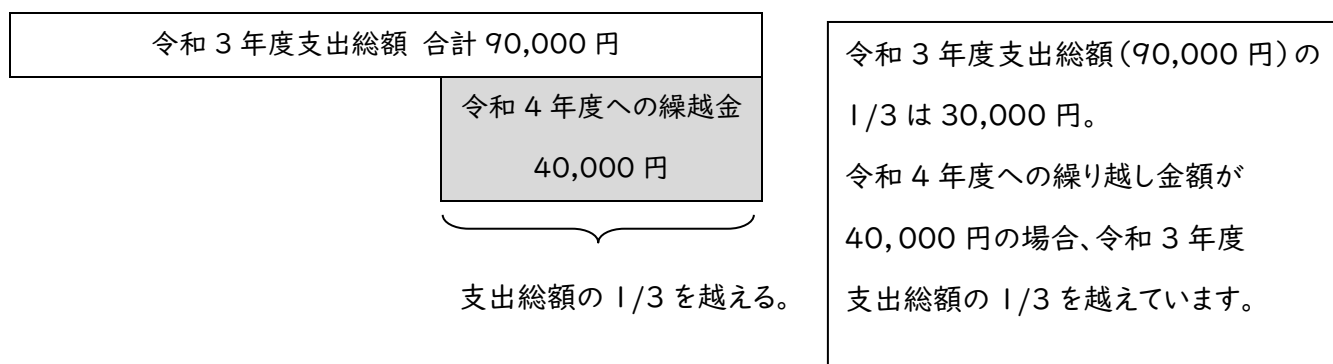 令和 3 年度支出総額 合計 90,000 円
令和 4 年度への繰越金
40,000 円
支出総額の 1/3 を越える。
令和 3 年度支出総額(90,000 円)の
1/3 は 30,000 円。
令和 4 年度への繰り越し金額が
40,000 円の場合、令和 3 年度
支出総額の 1/3 を越えています。